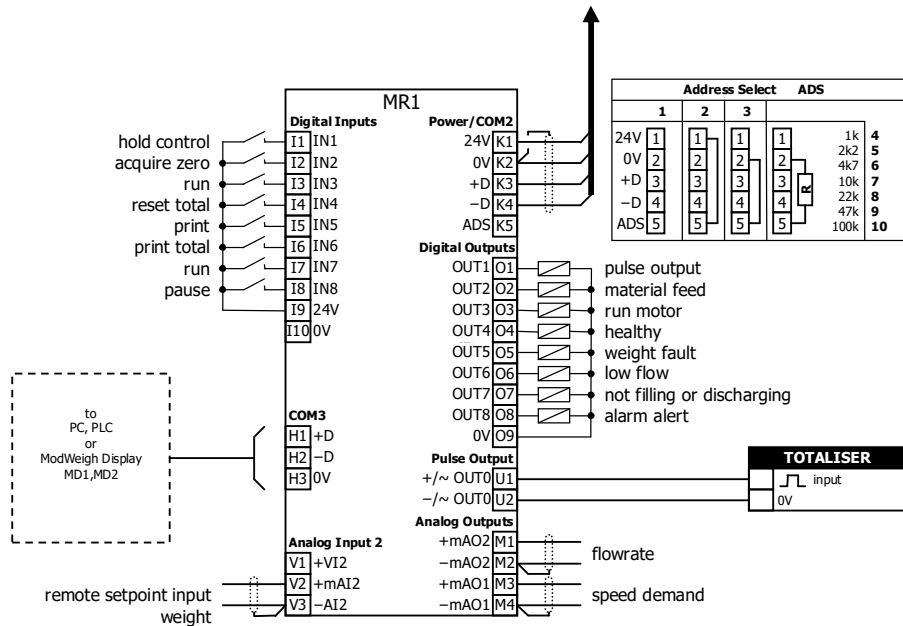 MR1
Digital Inputs
hold control I1 IN1
acquire zero I2 IN2
run I3 IN3
reset total I4 IN4
print I5 IN5
print total I6 IN6
run I7 IN7
pause I8 IN8
I9 24V
I10 0V
Power/COM2
24V K1
0V K2
+D K3
−D K4
ADS K5
Address Select ADS
1 2 3
24V 1 1 1 1 1k 4
0V 2 2 2 2 2k2 5
+D 3 3 3 3 4k7 6
−D 4 4 4 4 10k 7
ADS 5 5 5 5 22k 8
47k 9
100k 10
R
Digital Outputs
OUT1 O1 pulse output
OUT2 O2 material feed
OUT3 O3 run motor
OUT4 O4 healthy
OUT5 O5 weight fault
OUT6 O6 low flow
OUT7 O7 not filling or discharging
OUT8 O8 alarm alert
0V O9
to
PC, PLC
or
ModWeigh Display
MD1,MD2
COM3
H1 +D
H2 −D
H3 0V
Pulse Output
+/~ OUT0 U1
−/~ OUT0 U2
TOTALISER
input
0V
Analog Input 2
V1 +VI2
V2 +mAI2
V3 −AI2
remote setpoint input
weight
Analog Outputs
+mAO2 M1
−mAO2 M2
flowrate
+mAO1 M3
−mAO1 M4
speed demand